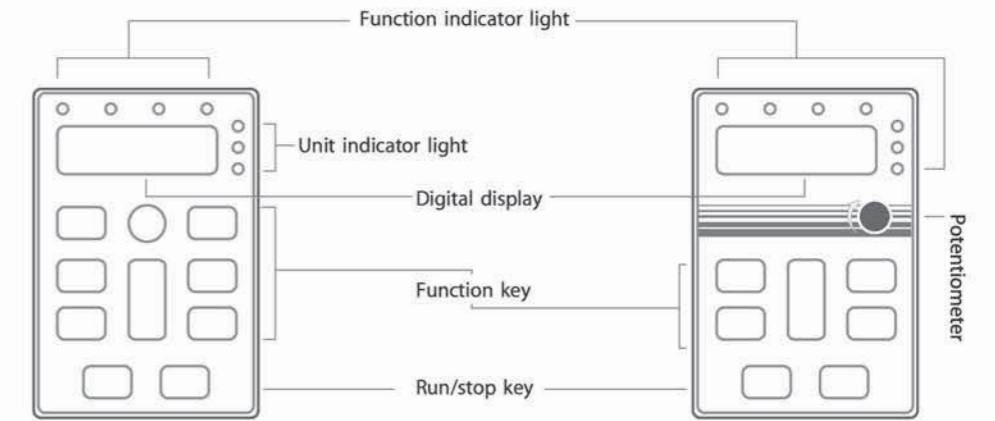 Function indicator light
Unit indicator light
Digital display
Potentiometer
Function key
Run/stop key